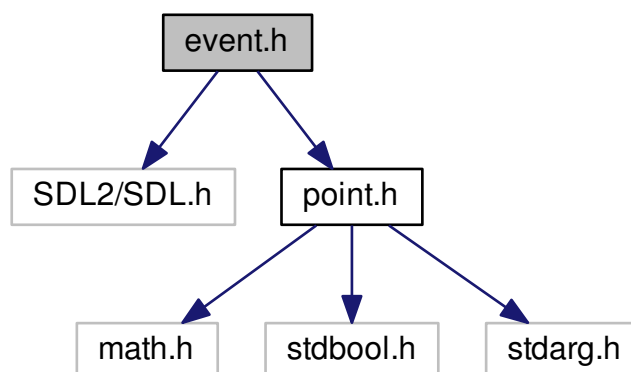 event.h
SDL2/SDL.h
point.h
math.h
stdbool.h
stdarg.h